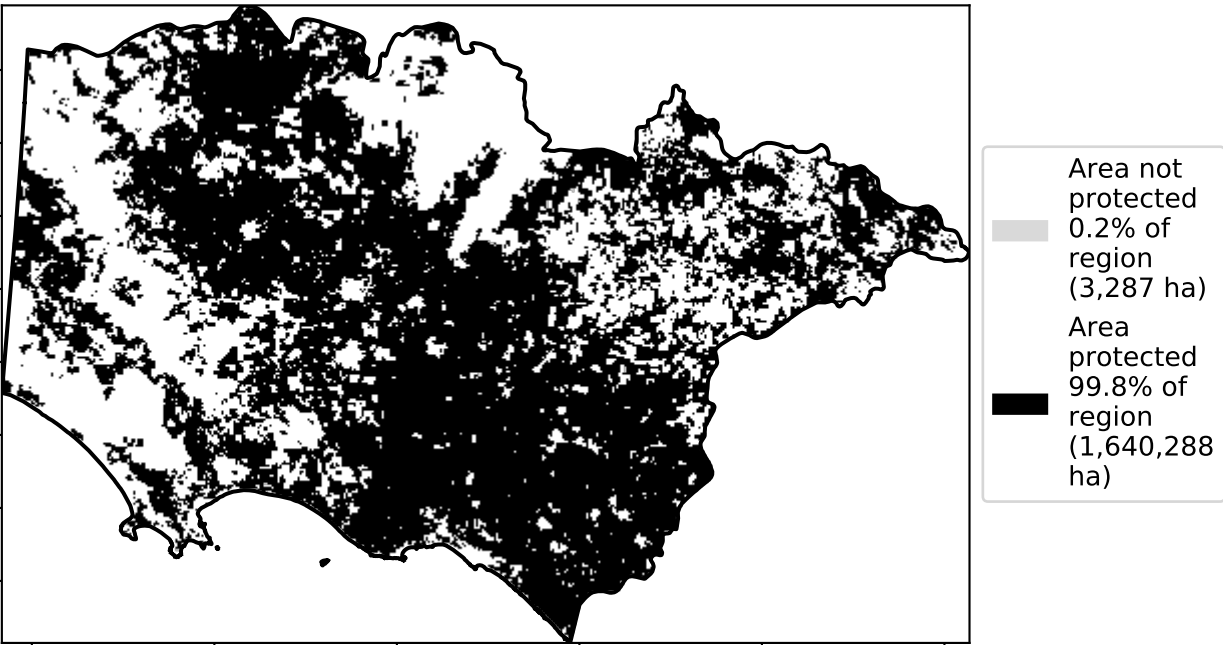 Area not
protected
0.2% of
region
(3,287 ha)
Area
protected
99.8% of
region
(1,640,288
ha)